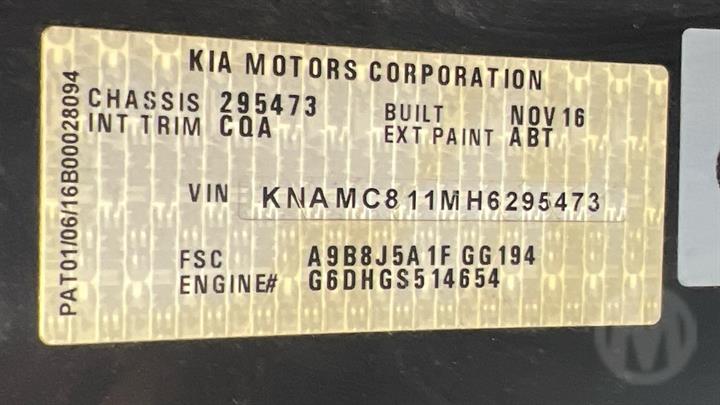 KIA MOTORS CORPORATION
CHASSIS 295473 BUILT NOV 16
INT TRIM CQA EXT PAINT ABT
VIN KNAMC811MH6295473
FSC A9B8J5A1F GG194
ENGINE# G6DHGS514654
PAT01/06/16B00028094
M